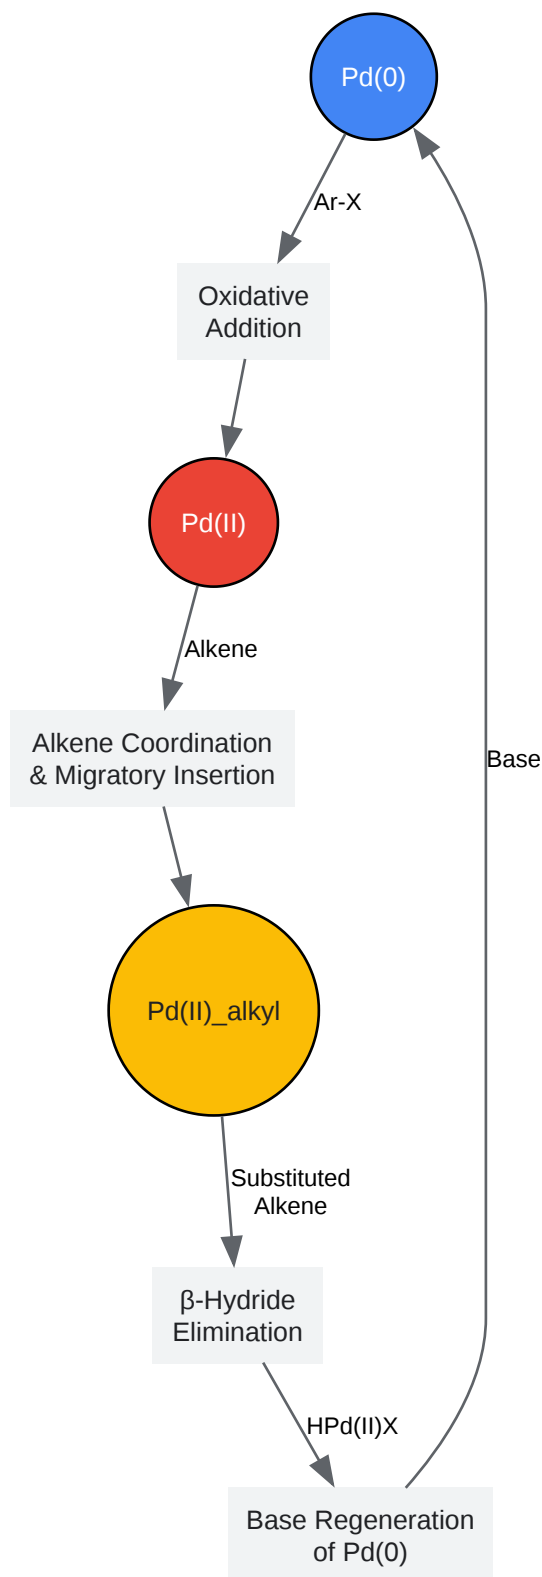 Pd(0)
Ar-X
Oxidative
Addition
Pd(II)
Alkene
Alkene Coordination
& Migratory Insertion
Base
Pd(II)_alkyl
Substituted
Alkene
β-Hydride
Elimination
HPd(II)X
Base Regeneration
of Pd(0)